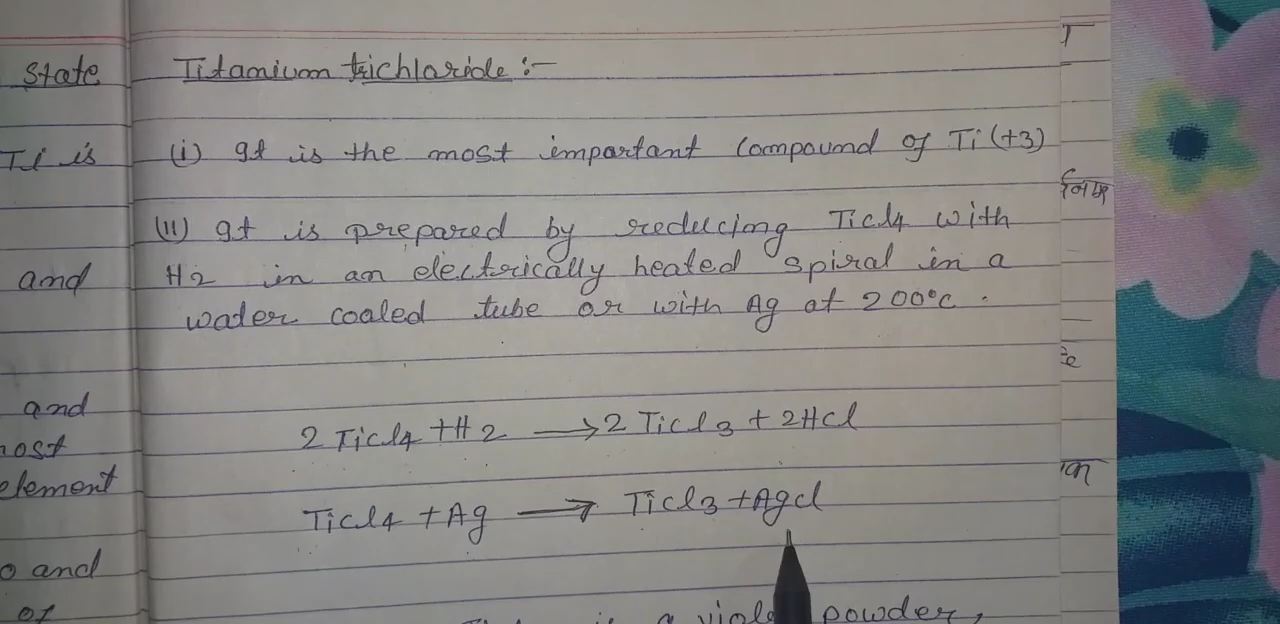 State
Titanium trichloride :-
Ti is
(i) It is the most important compound of Ti (+3)
(ii) It is prepared by reducing TiCl4 with
and
H2 in an electrically heated spiral in a
water cooled tube or with Ag at 200°C.
and
2 TiCl4 + H2 → 2 TiCl3 + 2HCl
element
TiCl4 + Ag → TiCl3 + AgCl
and
of
is a powder,